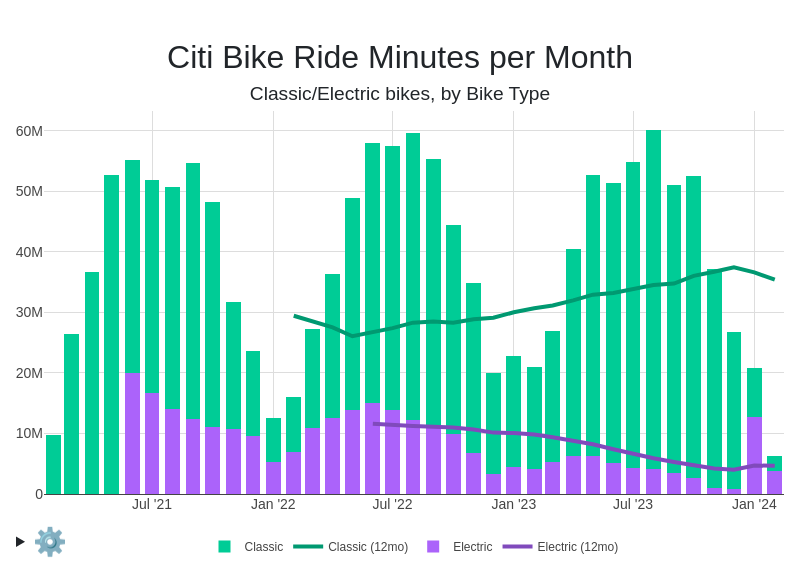 Citi Bike Ride Minutes per Month
Classic/Electric bikes, by Bike Type
60M
50M
40M
30M
20M
10M
0
Jul '21 Jan '22 Jul '22 Jan '23 Jul '23 Jan '24
Classic Classic (12mo) Electric Electric (12mo)